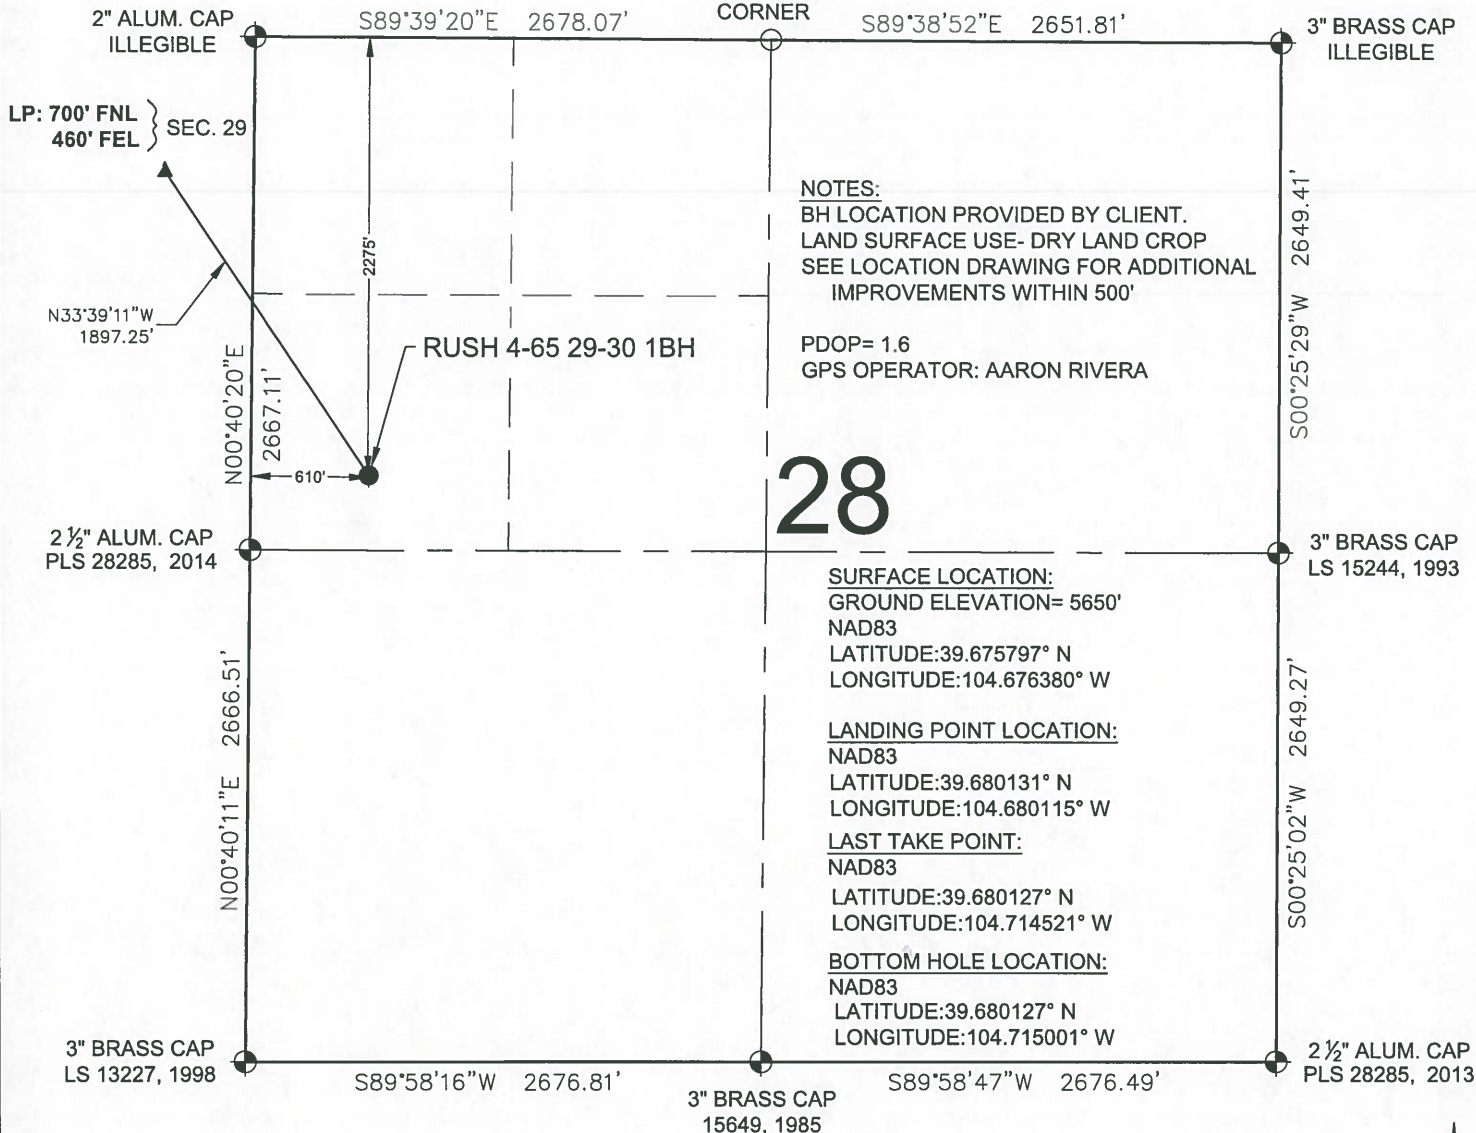 2" ALUM. CAP
ILLEGIBLE
S89°39'20"E 2678.07'
CORNER
S89°38'52"E 2651.81'
3" BRASS CAP
ILLEGIBLE
LP: 700' FNL
460' FEL
SEC. 29
2275'
N33°39'11"W
1897.25'
RUSH 4-65 29-30 1BH
N00°40'20"E
2667.11'
610'
NOTES:
BH LOCATION PROVIDED BY CLIENT.
LAND SURFACE USE- DRY LAND CROP
SEE LOCATION DRAWING FOR ADDITIONAL
IMPROVEMENTS WITHIN 500'
PDOP= 1.6
GPS OPERATOR: AARON RIVERA
S00°25'29"W 2649.41'
28
2 ½" ALUM. CAP
PLS 28285, 2014
3" BRASS CAP
LS 15244, 1993
SURFACE LOCATION:
GROUND ELEVATION= 5650'
NAD83
LATITUDE:39.675797° N
LONGITUDE:104.676380° W
LANDING POINT LOCATION:
NAD83
LATITUDE:39.680131° N
LONGITUDE:104.680115° W
LAST TAKE POINT:
NAD83
LATITUDE:39.680127° N
LONGITUDE:104.714521° W
BOTTOM HOLE LOCATION:
NAD83
LATITUDE:39.680127° N
LONGITUDE:104.715001° W
N00°40'11"E 2666.51'
S00°25'02"W 2649.27'
3" BRASS CAP
LS 13227, 1998
S89°58'16"W 2676.81'
3" BRASS CAP
15649, 1985
S89°58'47"W 2676.49'
2 ½" ALUM. CAP
PLS 28285, 2013